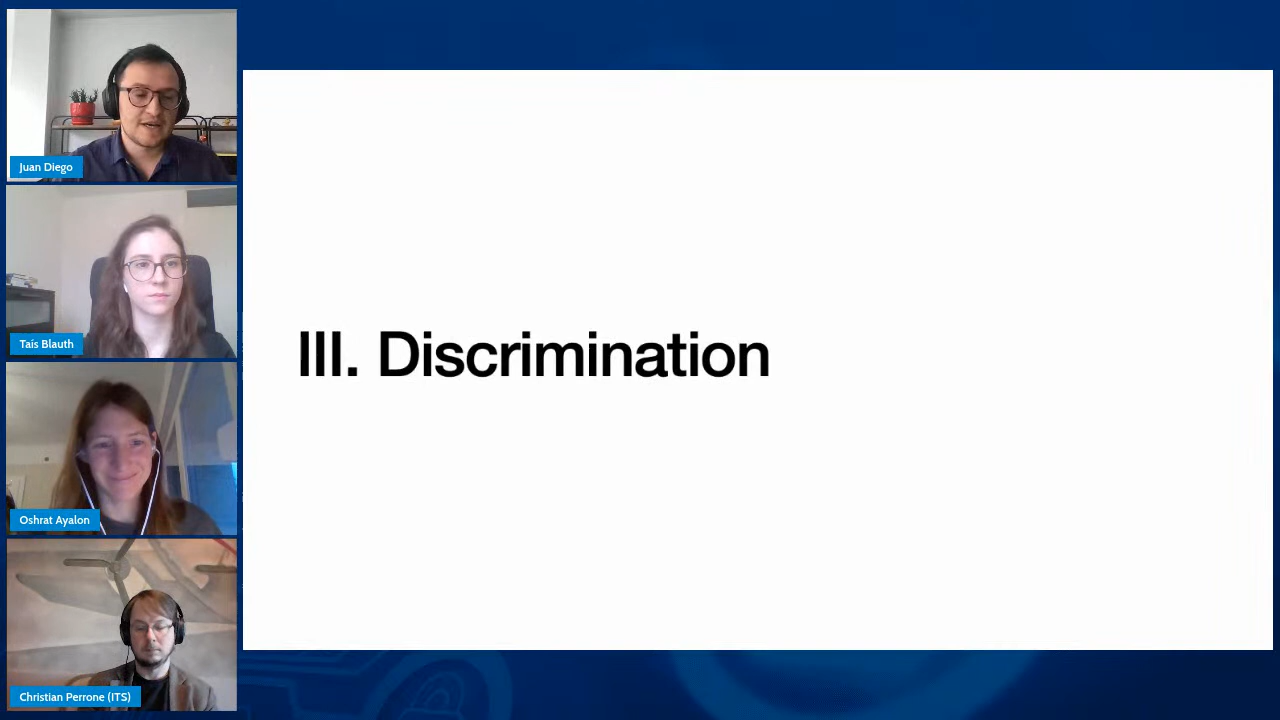 Juan Diego
Taís Blauth
Oshrat Ayalon
Christian Perrone (ITS)
III. Discrimination